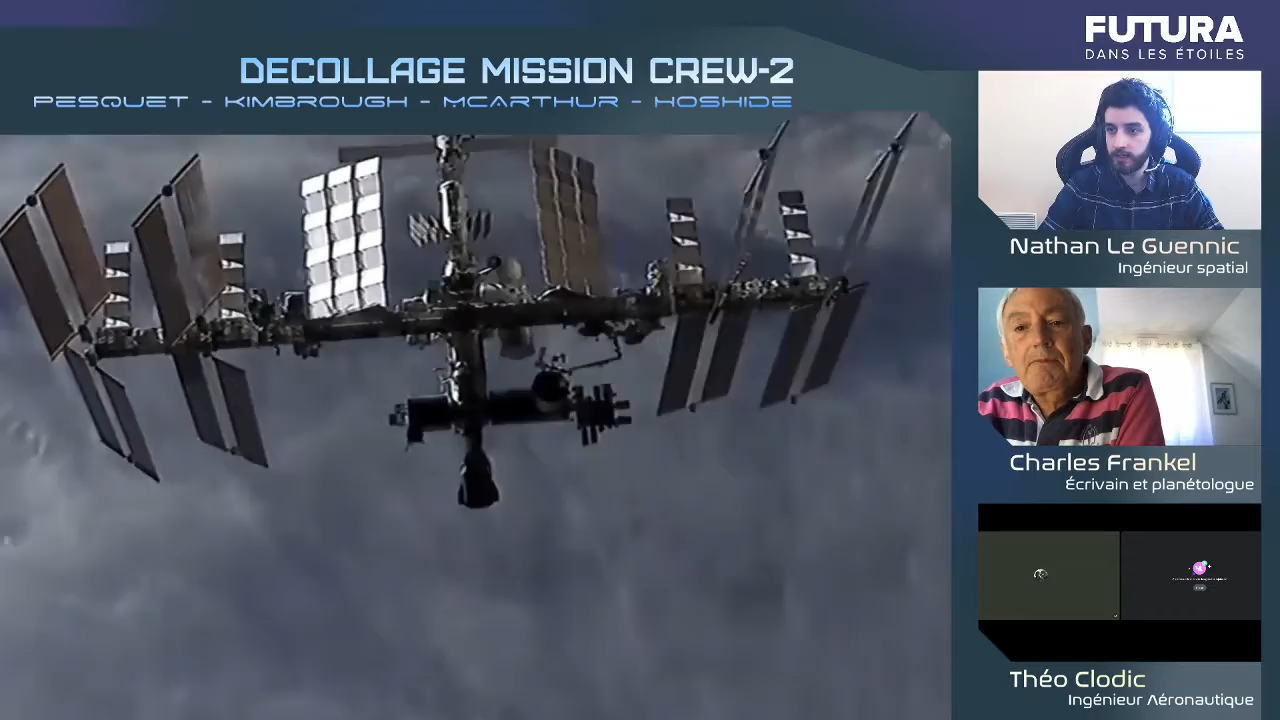 FUTURA
DANS LES ÉTOILES
DECOLLAGE MISSION CREW-2
PESQUET - KIMBROUGH - MCARTHUR - HOSHIDE
Nathan Le Guennic
Ingénieur spatial
Charles Frankel
Écrivain et planétologue
Théo Clodic
Ingénieur Aéronautique